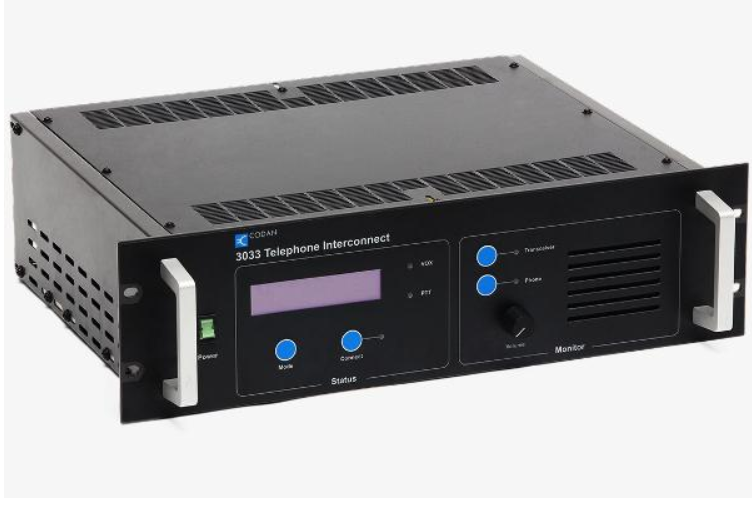 CODAN
3033 Telephone Interconnect
VOX
PTT
Power
Mode
Connect
Status
Transceiver
Phone
Volume
Monitor